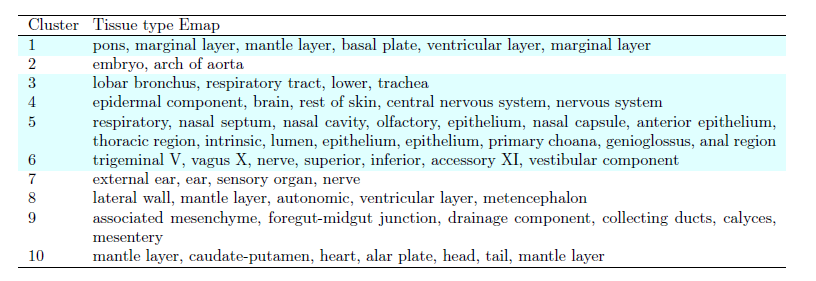 Cluster Tissue type Emap
1 pons, marginal layer, mantle layer, basal plate, ventricular layer, marginal layer
2 embryo, arch of aorta
3 lobar bronchus, respiratory tract, lower, trachea
4 epidermal component, brain, rest of skin, central nervous system, nervous system
5 respiratory, nasal septum, nasal cavity, olfactory, epithelium, nasal capsule, anterior epithelium,
thoracic region, intrinsic, lumen, epithelium, epithelium, primary choana, genioglossus, anal region
6 trigeminal V, vagus X, nerve, superior, inferior, accessory XI, vestibular component
7 external ear, ear, sensory organ, nerve
8 lateral wall, mantle layer, autonomic, ventricular layer, metencephalon
9 associated mesenchyme, foregut-midgut junction, drainage component, collecting ducts, calyces,
mesentery
10 mantle layer, caudate-putamen, heart, alar plate, head, tail, mantle layer